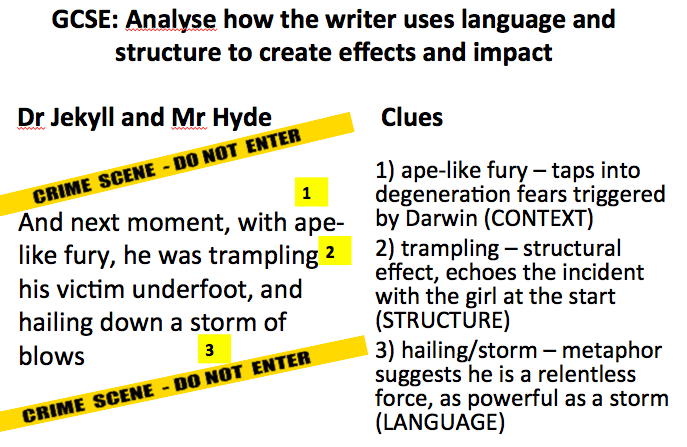 GCSE: Analyse how the writer uses language and
structure to create effects and impact
Dr Jekyll and Mr Hyde
CRIME SCENE - DO NOT ENTER
1
And next moment, with ape-
like fury, he was trampling
2
his victim underfoot, and
hailing down a storm of
blows
3
CRIME SCENE - DO NOT ENTER
Clues
1) ape-like fury – taps into
degeneration fears triggered
by Darwin (CONTEXT)
2) trampling – structural
effect, echoes the incident
with the girl at the start
(STRUCTURE)
3) hailing/storm – metaphor
suggests he is a relentless
force, as powerful as a storm
(LANGUAGE)